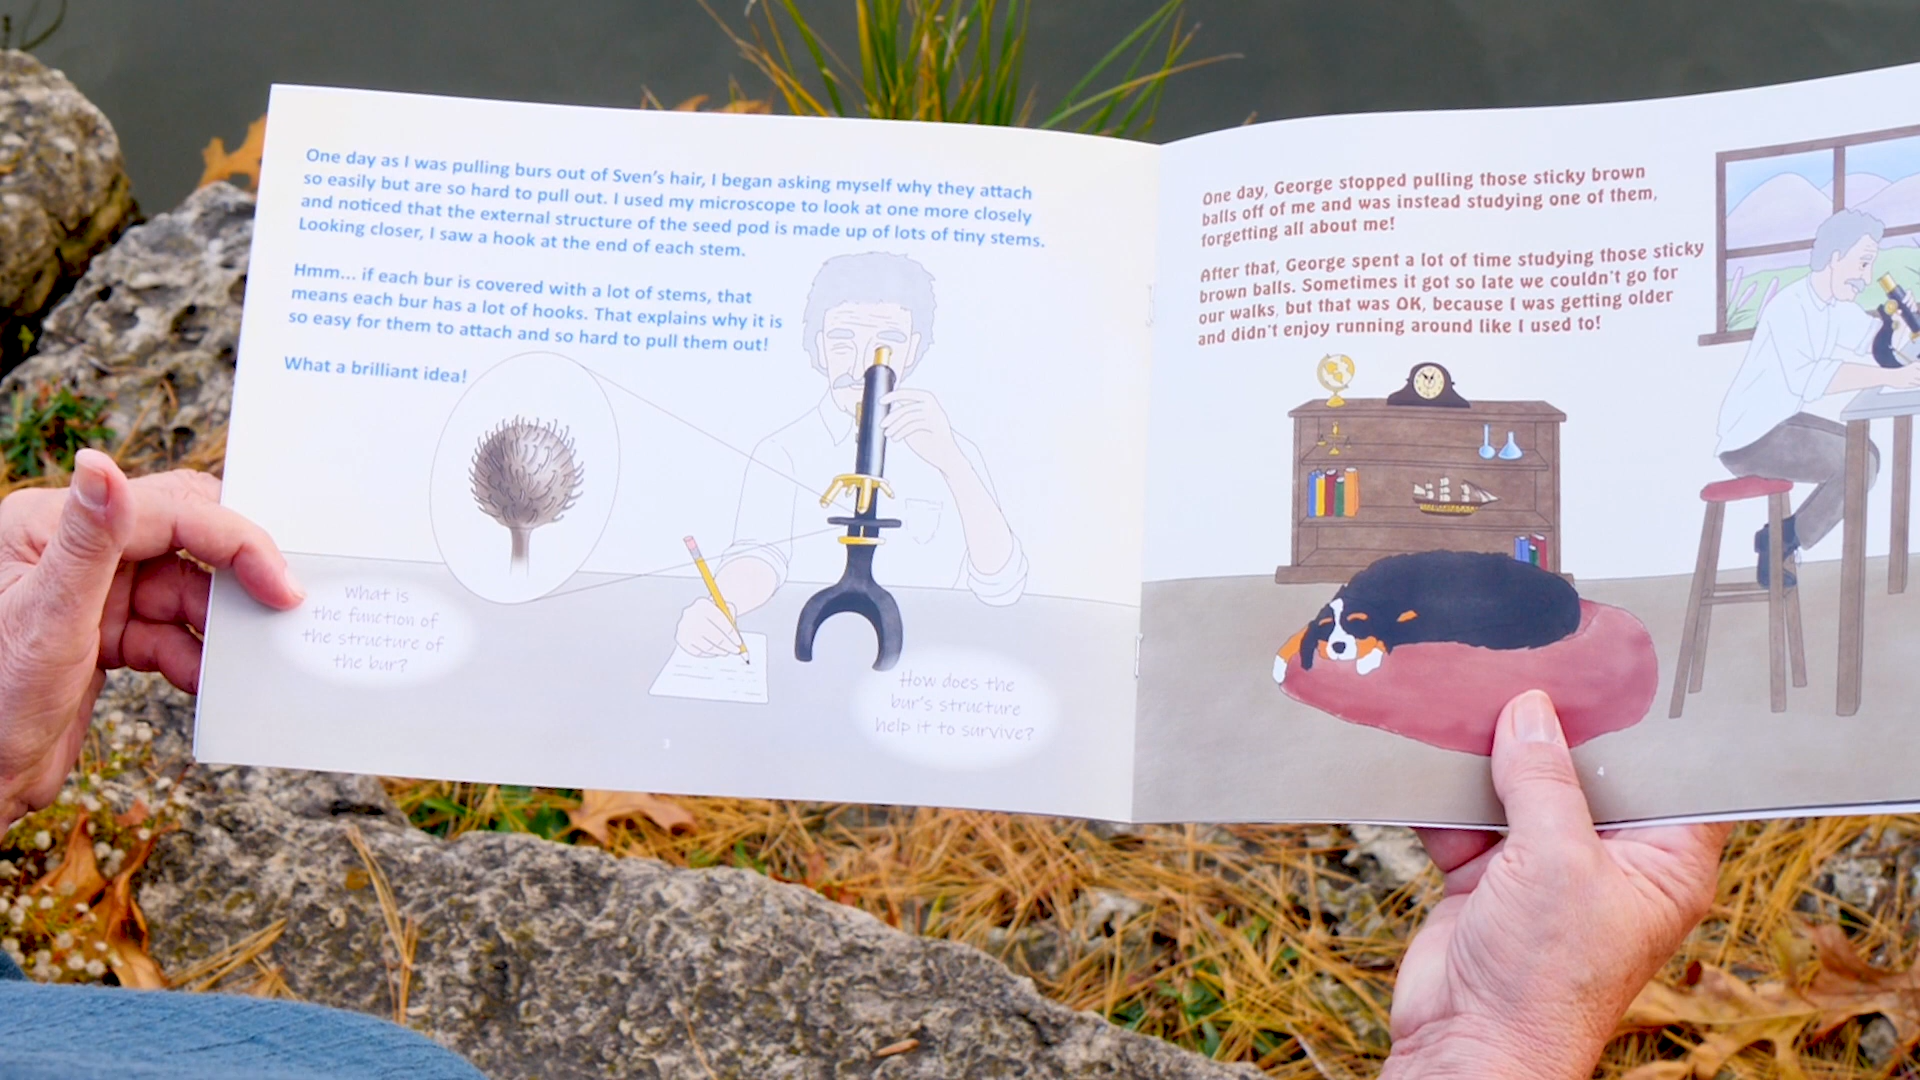 One day as I was pulling burs out of Sven's hair, I began asking myself why they attach
so easily but are so hard to pull out. I used my microscope to look at one more closely
and noticed that the external structure of the seed pod is made up of lots of tiny stems.
Looking closer, I saw a hook at the end of each stem.
Hmm... if each bur is covered with a lot of stems, that
means each bur has a lot of hooks. That explains why it is
so easy for them to attach and so hard to pull them out!
What a brilliant idea!
What is
the function of
the structure of
the bur?
How does the
bur's structure
help it to survive?
3
One day, George stopped pulling those sticky brown
balls off of me and was instead studying one of them,
forgetting all about me!
After that, George spent a lot of time studying those sticky
brown balls. Sometimes it got so late we couldn't go for
our walks, but that was OK, because I was getting older
and didn't enjoy running around like I used to!
4